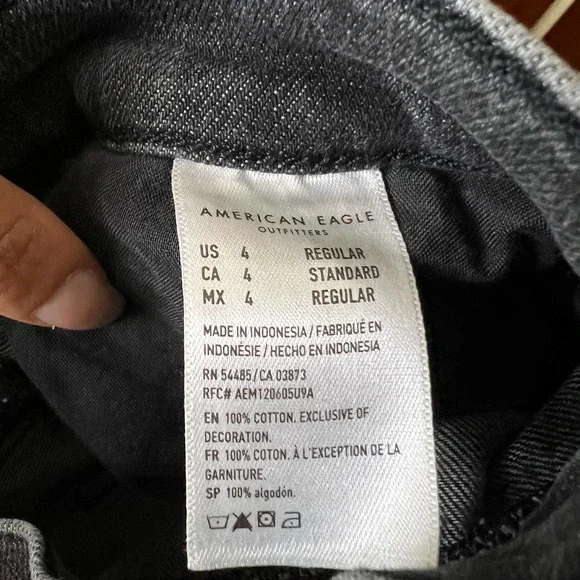 AMERICAN EAGLE
OUTFITTERS
US 4 REGULAR
CA 4 STANDARD
MX 4 REGULAR
MADE IN INDONESIA / FABRIQUÉ EN
INDONÉSIE / HECHO EN INDONESIA
RN 54485 / CA 03873
RFC# AEM120605U9A
EN 100% COTTON. EXCLUSIVE OF
DECORATION.
FR 100% COTON. À L'EXCEPTION DE LA
GARNITURE.
SP 100% algodón.